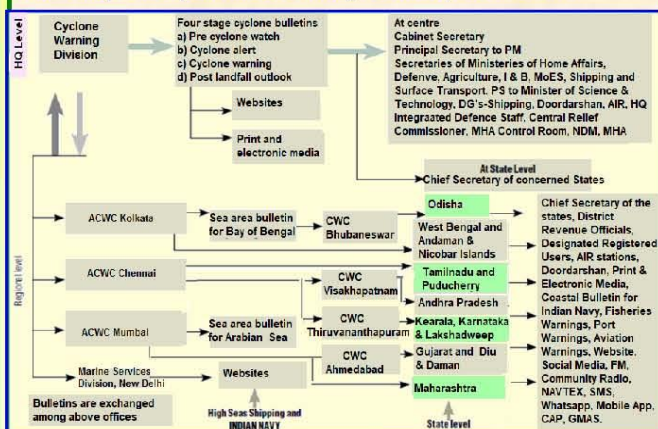 HQ Level
Cyclone
Warning
Division
Four stage cyclone bulletins
a) Pre cyclone watch
b) Cyclone alert
c) Cyclone warning
d) Post landfall outlook
Websites
Print and
electronic media
At centre
Cabinet Secretary
Principal Secretary to PM
Secretaries of Ministeries of Home Affairs,
Defenve, Agriculture, I & B, MoES, Shipping and
Surface Transport. PS to Minister of Science &
Technology, DG's-Shipping, Doordarshan, AIR, HQ
Integraated Defence Staff, Central Relief
Commissioner, MHA Control Room, NDM, MHA
At State Level
Chief Secretary of concerned States
Regional level
ACWC Kolkata
Sea area bulletin
for Bay of Bengal
CWC
Bhubaneswar
Odisha
West Bengal and
Andaman &
Nicobar Islands
ACWC Chennai
CWC
Visakhapatnam
Tamilnadu and
Puducherry
Andhra Pradesh
CWC
Thiruvananthapuram
Kearala, Karnataka
& Lakshadweep
ACWC Mumbai
Sea area bulletin
for Arabian Sea
CWC
Ahmedabad
Gujarat and Diu
& Daman
Maharashtra
Marine Services
Division, New Delhi
Websites
Bulletins are exchanged
among above offices
High Seas Shipping and
INDIAN NAVY
State level
Chief Secretary of the
states, District
Revenue Officials,
Designated Registered
Users, AIR stations,
Doordarshan, Print &
Electronic Media,
Coastal Bulletin for
Indian Navy, Fisheries
Warnings, Port
Warnings, Aviation
Warnings, Website.
Social Media, FM,
Community Radio,
NAVTEX, SMS,
Whatsapp, Mobile App,
CAP, GMAS.